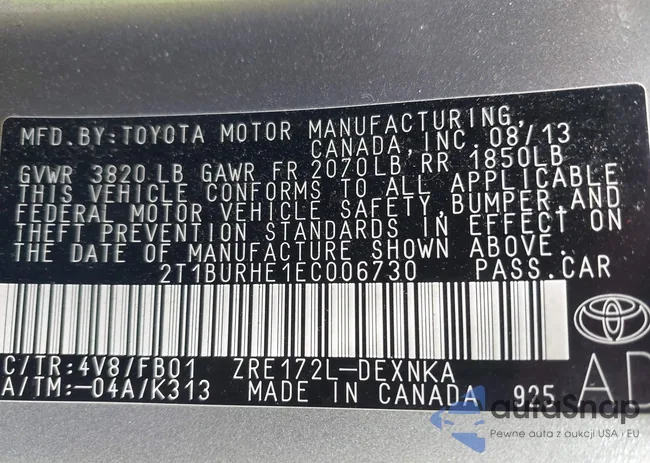 MFD.BY:TOYOTA MOTOR MANUFACTURING,
CANADA, INC. 08/13
GVWR 3820 LB GAWR FR 2070LB, RR 1850LB
THIS VEHICLE CONFORMS TO ALL APPLICABLE
FEDERAL MOTOR VEHICLE SAFETY, BUMPER, AND
THEFT PREVENTION STANDARDS IN EFFECT ON
THE DATE OF MANUFACTURE SHOWN ABOVE.
2T1BURHE1EC006730 PASS.CAR
C/TR:4V8/FB01 ZRE172L-DEXNKA
A/TM:-04A/K313 MADE IN CANADA 925
AD
autoSnap
Pewne auta z aukcji USA i EU